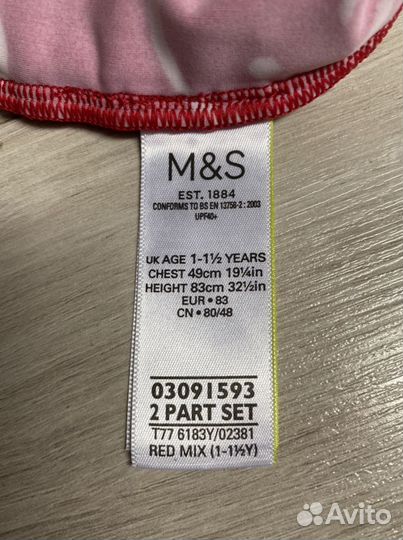 M&S
EST. 1884
CONFORMS TO BS EN 13758-2 : 2003
UPF40+
UK AGE 1-1½ YEARS
CHEST 49cm 19¼in
HEIGHT 83cm 32½in
EUR • 83
CN • 80/48
03091593
2 PART SET
T77 6183Y/02381
RED MIX (1-1½Y)
Avito